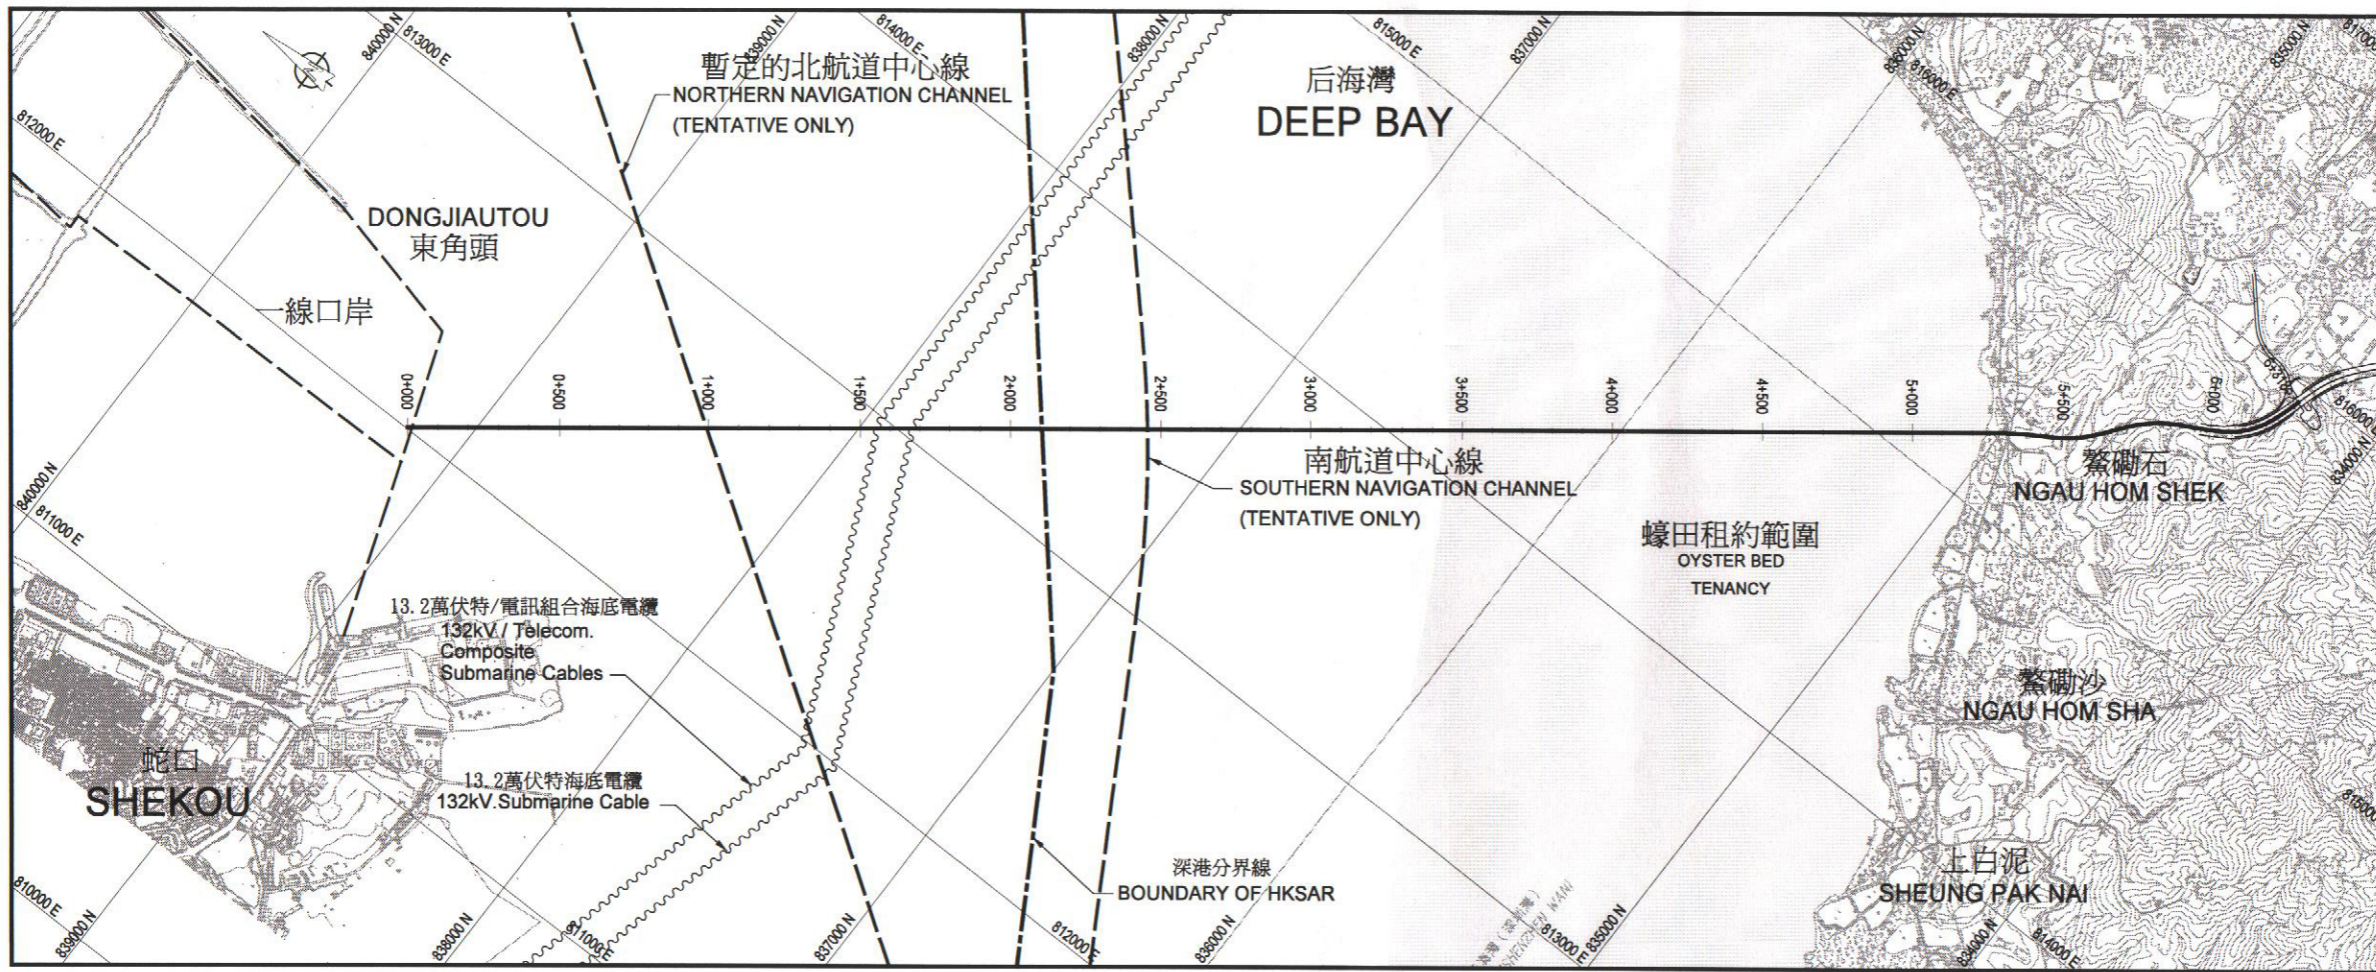 840000 N
813000 E
839000 N
814000 E
838000 N
815000 E
837000 N
836000 N
816000 E
835000 N
812000 E
暫定的北航道中心線
NORTHERN NAVIGATION CHANNEL
(TENTATIVE ONLY)
后海灣
DEEP BAY
DONGJIAUTOU
東角頭
線口岸
0+000
0+500
1+000
1+500
2+000
2+500
3+000
3+500
4+000
4+500
5+000
5+500
6+000
816000 E
834000 N
南航道中心線
SOUTHERN NAVIGATION CHANNEL
(TENTATIVE ONLY)
鰲磡石
NGAU HOM SHEK
840000 N
811000 E
蠔田租約範圍
OYSTER BED
TENANCY
13.2萬伏特/電訊組合海底電纜
132kV./ Telecom.
Composite
Submarine Cables
鰲磡沙
NGAU HOM SHA
蛇口
SHEKOU
13.2萬伏特海底電纜
132kV.Submarine Cable
深港分界線
BOUNDARY OF HKSAR
上白泥
SHEUNG PAK NAI
810000 E
839000 N
838000 N
811000 E
837000 N
812000 E
836000 N
813000 E
835000 N
834000 N
814000 E